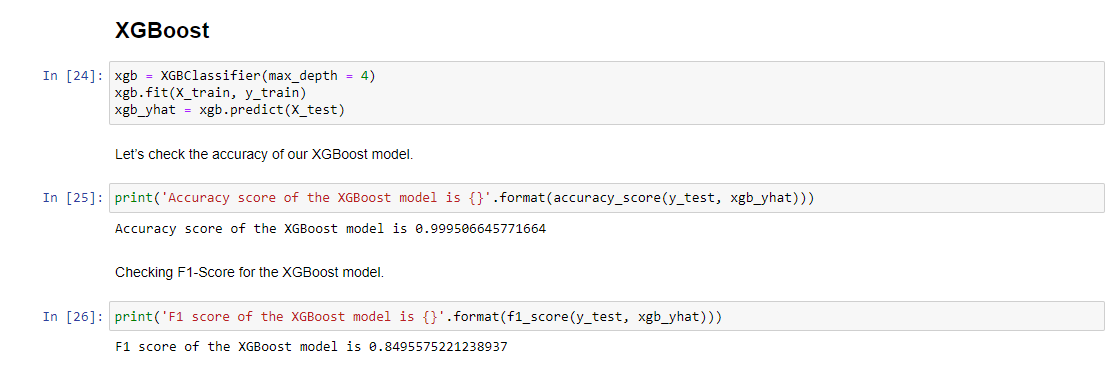 XGBoost
In [24]: xgb = XGBClassifier(max_depth = 4)
xgb.fit(X_train, y_train)
xgb_yhat = xgb.predict(X_test)
Let’s check the accuracy of our XGBoost model.
In [25]: print('Accuracy score of the XGBoost model is {}'.format(accuracy_score(y_test, xgb_yhat)))
Accuracy score of the XGBoost model is 0.999506645771664
Checking F1-Score for the XGBoost model.
In [26]: print('F1 score of the XGBoost model is {}'.format(f1_score(y_test, xgb_yhat)))
F1 score of the XGBoost model is 0.8495575221238937